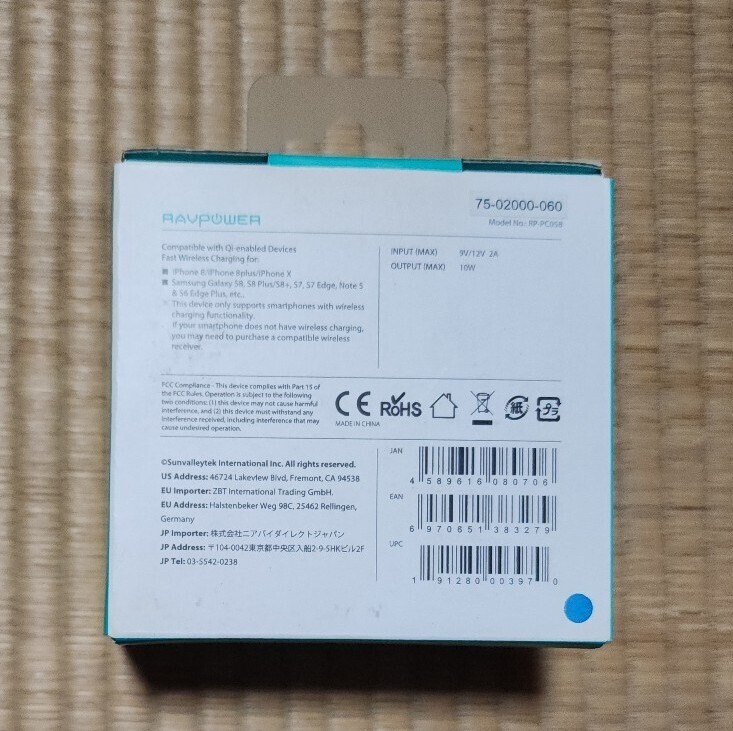 RAVPOWER
75-02000-060
Model No.: RP-PC058
Compatible with Qi-enabled Devices
Fast Wireless Charging for:
■ iPhone 8/iPhone 8plus/iPhone X
■ Samsung Galaxy S8, S8 Plus/S8+, S7, S7 Edge, Note 5
& S6 Edge Plus, etc..
※ This device only supports smartphones with wireless
charging functionality.
If your smartphone does not have wireless charging,
you may need to purchase a compatible wireless
receiver.
INPUT (MAX) 9V/12V 2A
OUTPUT (MAX) 10W
FCC Compliance - This device complies with Part 15 of
the FCC Rules. Operation is subject to the following
two conditions: (1) this device may not cause harmful
interference, and (2) this device must withstand any
interference received, including interference that may
cause undesired operation.
CE RoHS 紙 プラ
MADE IN CHINA
©Sunvalleytek International Inc. All rights reserved.
US Address: 46724 Lakeview Blvd, Fremont, CA 94538
EU Importer: ZBT International Trading GmbH.
EU Address: Halstenbeker Weg 98C, 25462 Rellingen,
Germany
JP Importer: 株式会社ニアバイダイレクトジャパン
JP Address: 〒104-0042東京都中央区入船2-9-5HKビル2F
JP Tel: 03-5542-0238
JAN
4 589616 080706
EAN
6 970651 383279
UPC
1 91280 00397 0